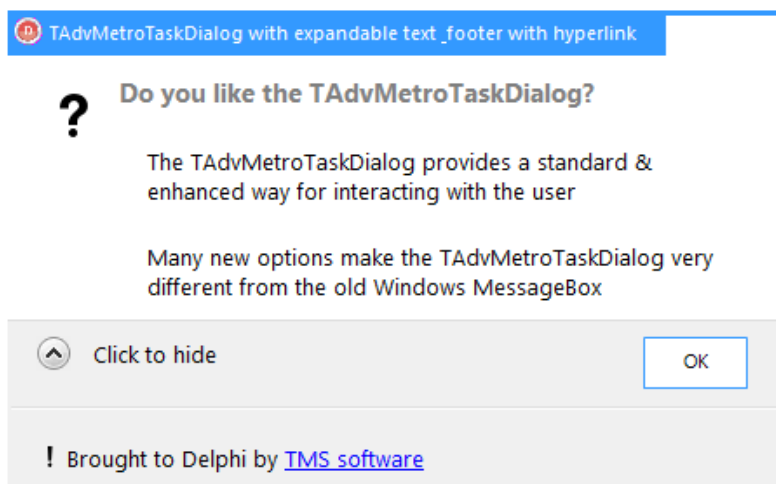 TAdvMetroTaskDialog with expandable text_footer with hyperlink
? Do you like the TAdvMetroTaskDialog?
The TAdvMetroTaskDialog provides a standard &
enhanced way for interacting with the user
Many new options make the TAdvMetroTaskDialog very
different from the old Windows MessageBox
Click to hide
OK
! Brought to Delphi by TMS software